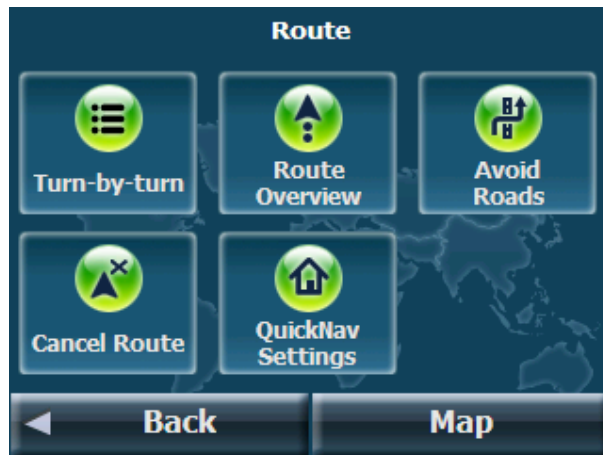 Route
Turn-by-turn
Route
Overview
Avoid
Roads
Cancel Route
QuickNav
Settings
Back
Map